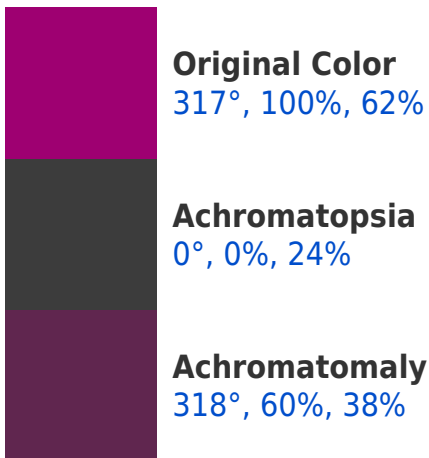 Original Color
317°, 100%, 62%
Achromatopsia
0°, 0%, 24%
Achromatomaly
318°, 60%, 38%